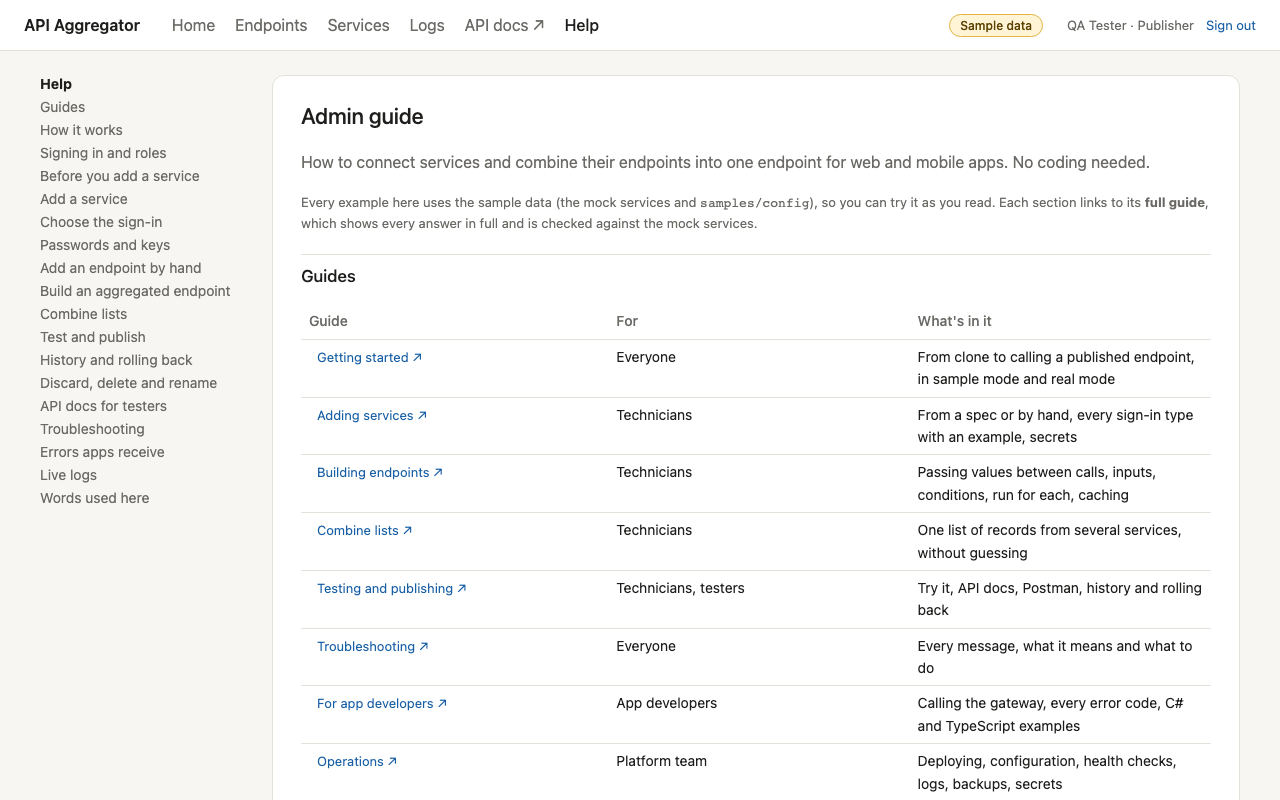 API Aggregator Home Endpoints Services Logs API docs ↗ Help Sample data QA Tester · Publisher Sign out
Help
Guides
How it works
Signing in and roles
Before you add a service
Add a service
Choose the sign-in
Passwords and keys
Add an endpoint by hand
Build an aggregated endpoint
Combine lists
Test and publish
History and rolling back
Discard, delete and rename
API docs for testers
Troubleshooting
Errors apps receive
Live logs
Words used here
Admin guide
How to connect services and combine their endpoints into one endpoint for web and mobile apps. No coding needed.
Every example here uses the sample data (the mock services and samples/config), so you can try it as you read. Each section links to its full guide,
which shows every answer in full and is checked against the mock services.
Guides
Guide For What's in it
Getting started ↗ Everyone From clone to calling a published endpoint,
in sample mode and real mode
Adding services ↗ Technicians From a spec or by hand, every sign-in type
with an example, secrets
Building endpoints ↗ Technicians Passing values between calls, inputs,
conditions, run for each, caching
Combine lists ↗ Technicians One list of records from several services,
without guessing
Testing and publishing ↗ Technicians, testers Try it, API docs, Postman, history and rolling
back
Troubleshooting ↗ Everyone Every message, what it means and what to
do
For app developers ↗ App developers Calling the gateway, every error code, C#
and TypeScript examples
Operations ↗ Platform team Deploying, configuration, health checks,
logs, backups, secrets